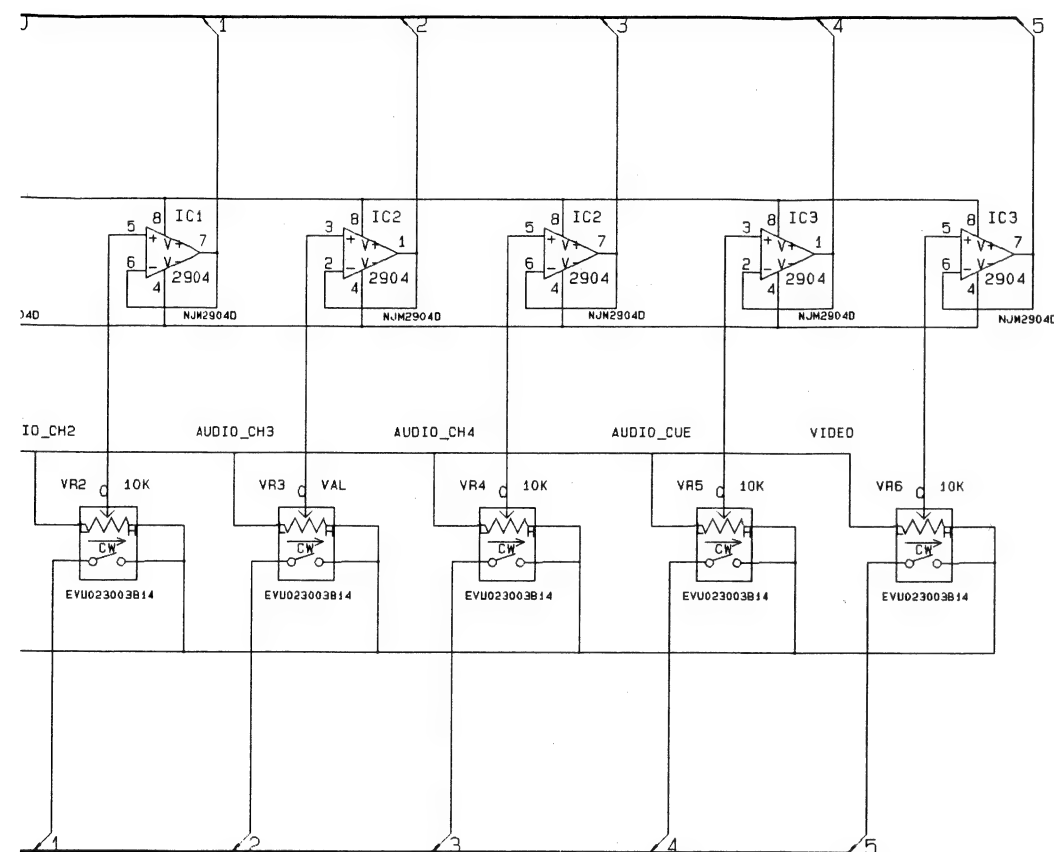 1 2 3 4 5
8 IC1 8 IC2 8 IC2 8 IC3 8 IC3
5 + V+ 7 3 + V+ 1 5 + V+ 7 3 + V+ 1 5 + V+ 7
6 - V- 2 - V- 6 - V- 2 - V- 6 - V-
4 2904 4 2904 4 2904 4 2904 4 2904
04D NJM2904D NJM2904D NJM2904D NJM2904D NJM2904D
IO_CH2 AUDIO_CH3 AUDIO_CH4 AUDIO_CUE VIDEO
VR2 C 10K VR3 C VAL VR4 C 10K VR5 C 10K VR6 C 10K
CW CW CW CW CW
EVU023003B14 EVU023003B14 EVU023003B14 EVU023003B14 EVU023003B14
1 2 3 4 5